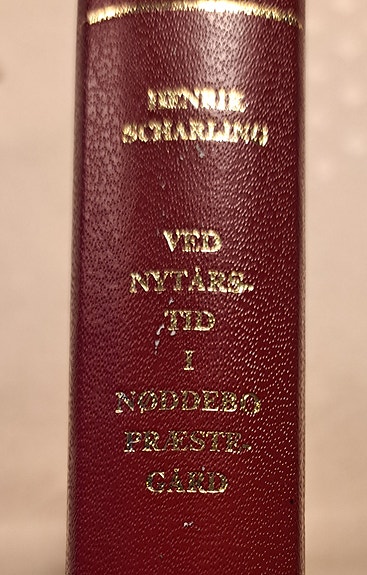 HENRIK
SCHARLING
VED
NYTÅRS-
TID
I
NØDDEBO
PRÆSTE-
GÅRD